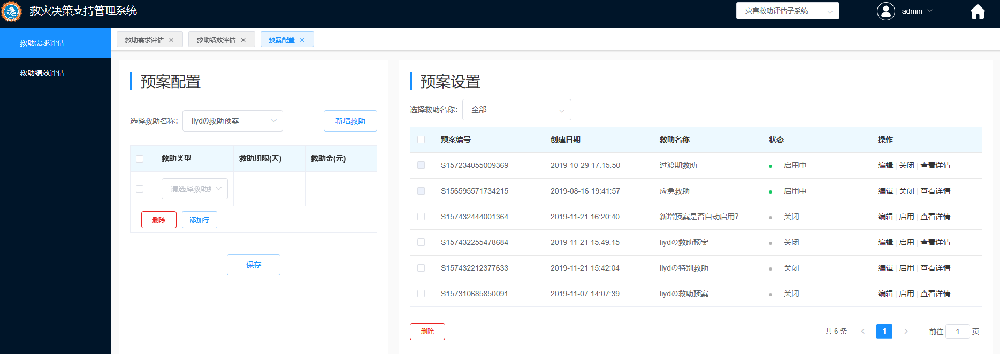 救灾决策支持管理系统
灾害救助评估子系统
admin
救助需求评估
救助绩效评估
救助需求评估 ×
救助绩效评估 ×
预案配置 ×
预案配置
选择救助名称：
liydの救助预案
新增救助
救助类型 救助期限(天) 救助金(元)
请选择救助
删除 添加行
保存
预案设置
选择救助名称：
全部
预案编号 创建日期 救助名称 状态 操作
S157234055009369 2019-10-29 17:15:50 过渡期救助 启用中 编辑 | 关闭 | 查看详情
S156595571734215 2019-08-16 19:41:57 应急救助 启用中 编辑 | 关闭 | 查看详情
S157432444001364 2019-11-21 16:20:40 新增预案是否自动启用? 关闭 编辑 | 启用 | 查看详情
S157432255478684 2019-11-21 15:49:15 liydの救助预案 关闭 编辑 | 启用 | 查看详情
S157432212377633 2019-11-21 15:42:04 liydの特别救助 关闭 编辑 | 启用 | 查看详情
S157310685850091 2019-11-07 14:07:39 liydの救助预案 关闭 编辑 | 启用 | 查看详情
删除
共 6 条 < 1 > 前往 1 页